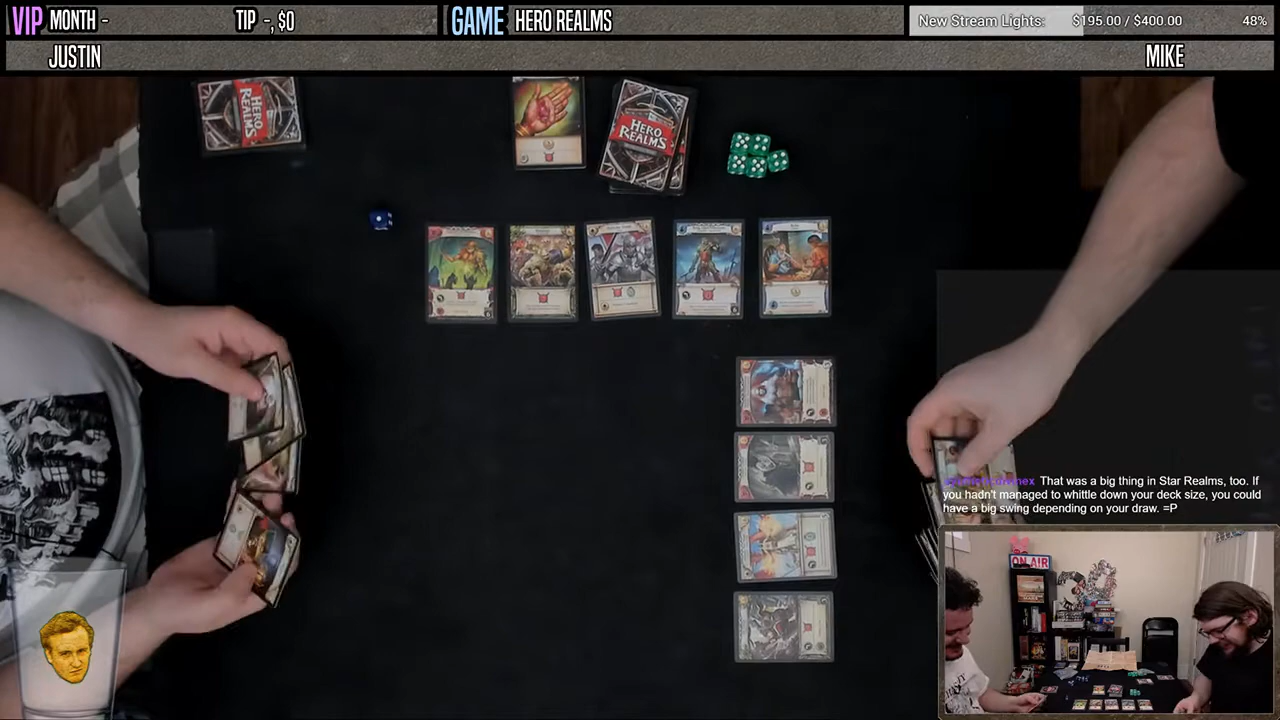 VIP MONTH -
TIP -, $0
GAME HERO REALMS
New Stream Lights: $195.00 / $400.00 48%
JUSTIN
MIKE
HERO REALMS
HERO REALMS
That was a big thing in Star Realms, too. If
you hadn't managed to whittle down your deck size, you could
have a big swing depending on your draw. =P
ON AIR